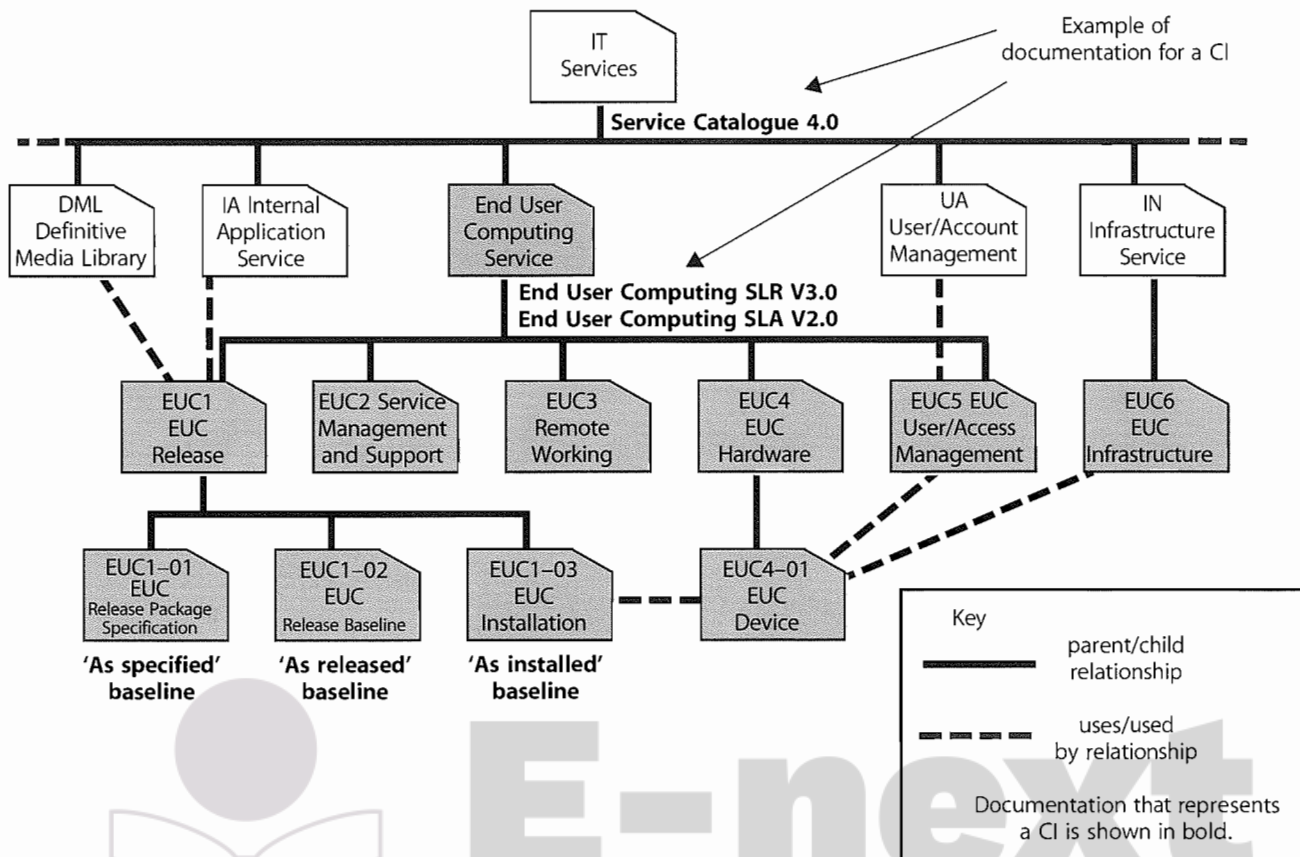 IT
Services
Example of
documentation for a CI
Service Catalogue 4.0
DML
Definitive
Media Library
IA Internal
Application
Service
End User
Computing
Service
UA
User/Account
Management
IN
Infrastructure
Service
End User Computing SLR V3.0
End User Computing SLA V2.0
EUC1
EUC
Release
EUC2 Service
Management
and Support
EUC3
Remote
Working
EUC4
EUC
Hardware
EUC5 EUC
User/Access
Management
EUC6
EUC
Infrastructure
EUC1–01
EUC
Release Package
Specification
EUC1–02
EUC
Release Baseline
EUC1–03
EUC
Installation
EUC4–01
EUC
Device
'As specified'
baseline
'As released'
baseline
'As installed'
baseline
Key
parent/child
relationship
uses/used
by relationship
Documentation that represents
a CI is shown in bold.
E-next